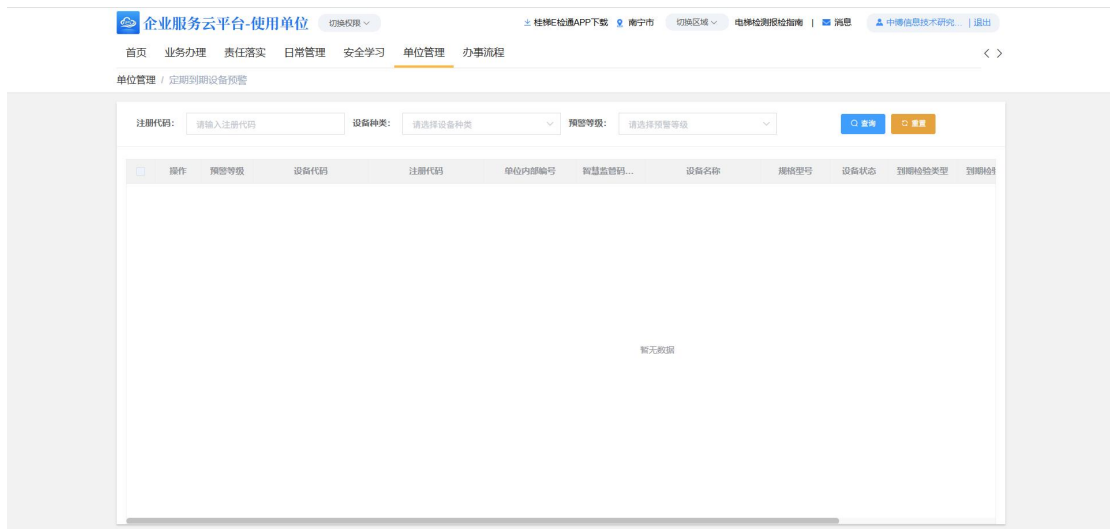 企业服务云平台-使用单位 切换权限 桂梯E检通APP下载 南宁市 切换区域 电梯检测报检指南 | 消息 中博信息技术研究... | 退出
首页 业务办理 责任落实 日常管理 安全学习 单位管理 办事流程
单位管理 / 定期到期设备预警
注册代码: 请输入注册代码 设备种类: 请选择设备种类 预警等级: 请选择预警等级 查询 重置
操作 预警等级 设备代码 注册代码 单位内部编号 智慧监管码... 设备名称 规格型号 设备状态 到期检验类型 到期检
暂无数据